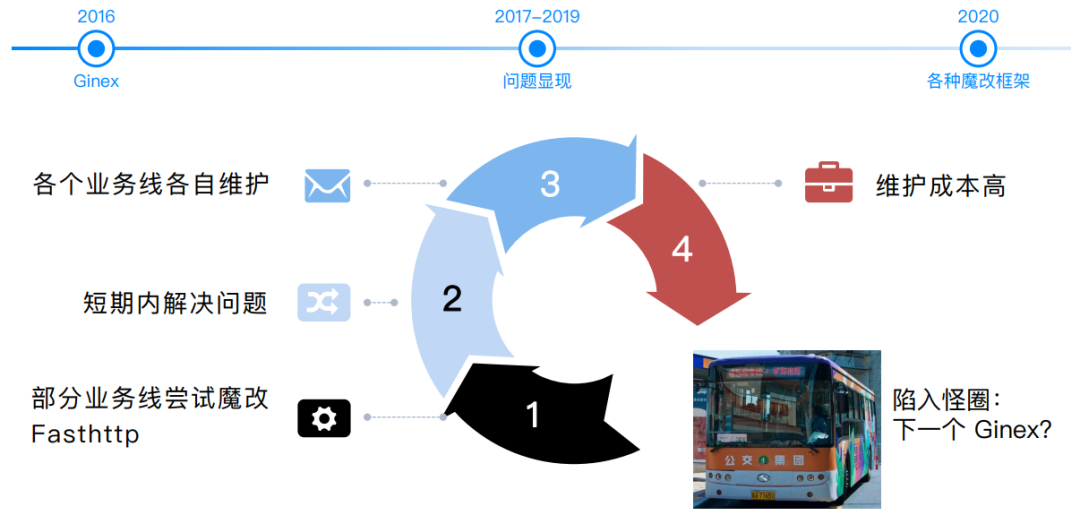 2016
2017-2019
2020
Ginex
问题显现
各种魔改框架
各个业务线各自维护
3
4
维护成本高
短期内解决问题
2
部分业务线尝试魔改
Fasthttp
1
陷入怪圈：
下一个 Ginex?
公交 集团